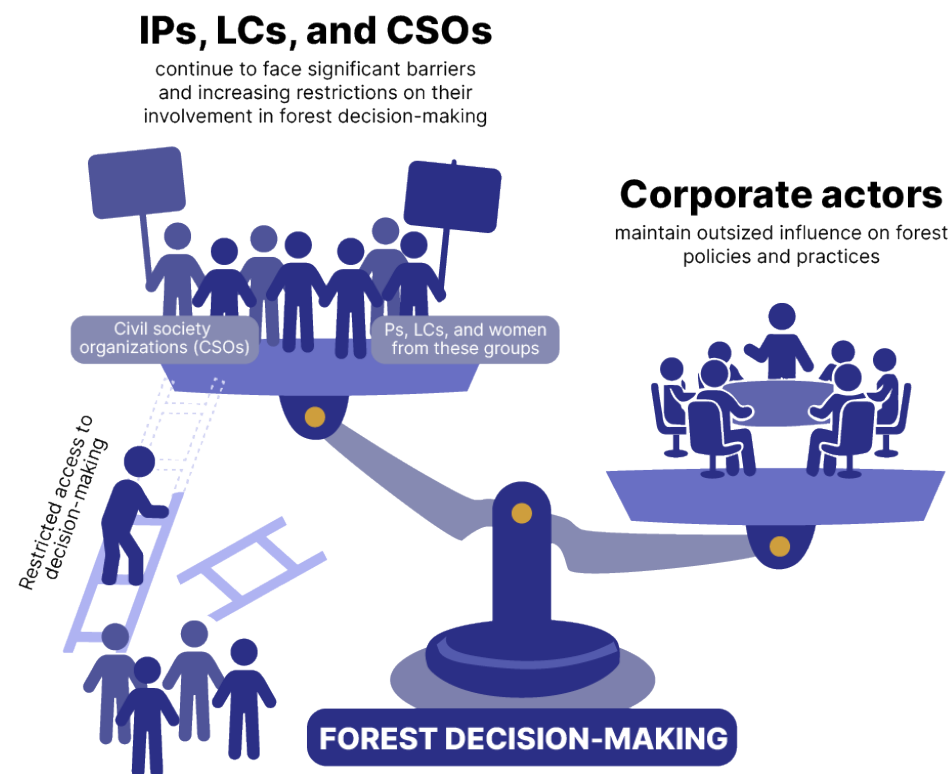 IPs, LCs, and CSOs
continue to face significant barriers
and increasing restrictions on their
involvement in forest decision-making
Corporate actors
maintain outsized influence on forest
policies and practices
Civil society
organizations (CSOs)
Ps, LCs, and women
from these groups
Restricted access to
decision-making
FOREST DECISION-MAKING